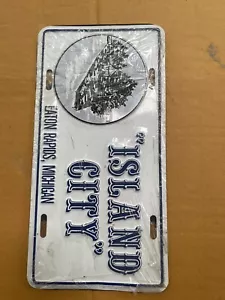 "ISLAND
CITY"
EATON RAPIDS, MICHIGAN